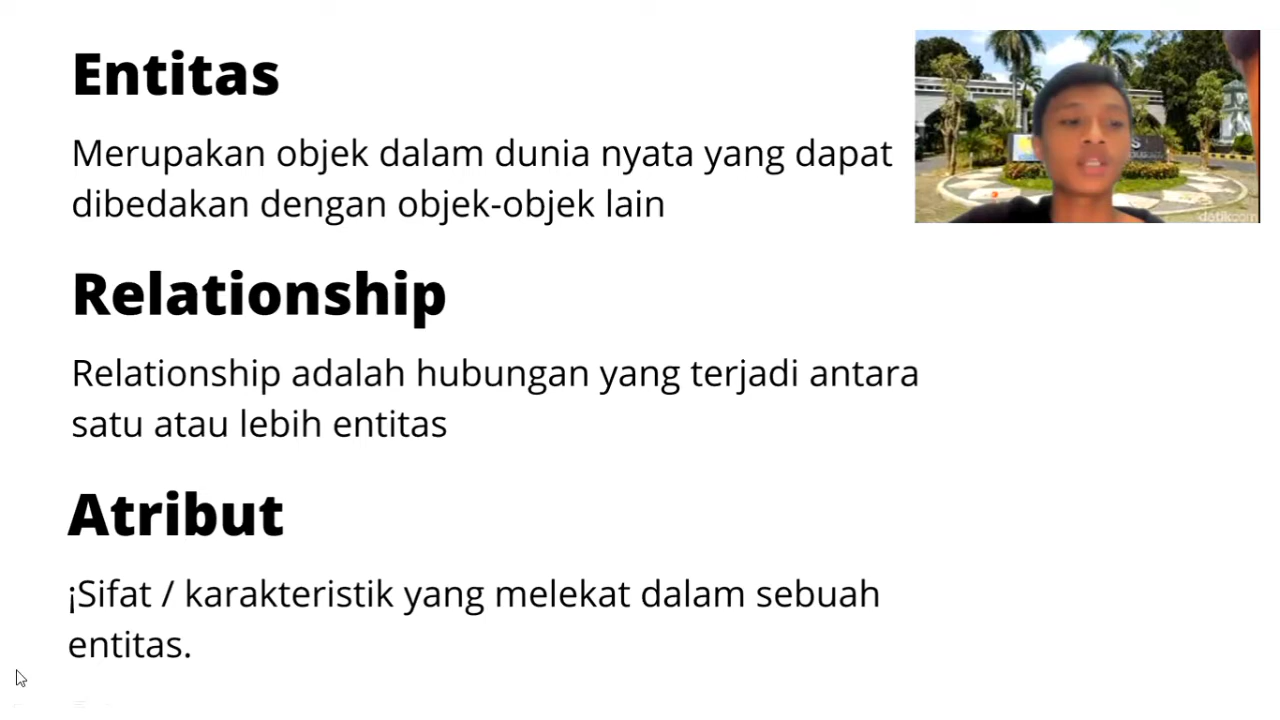 Entitas
Merupakan objek dalam dunia nyata yang dapat
dibedakan dengan objek-objek lain
Relationship
Relationship adalah hubungan yang terjadi antara
satu atau lebih entitas
Atribut
¡Sifat / karakteristik yang melekat dalam sebuah
entitas.
detikcom